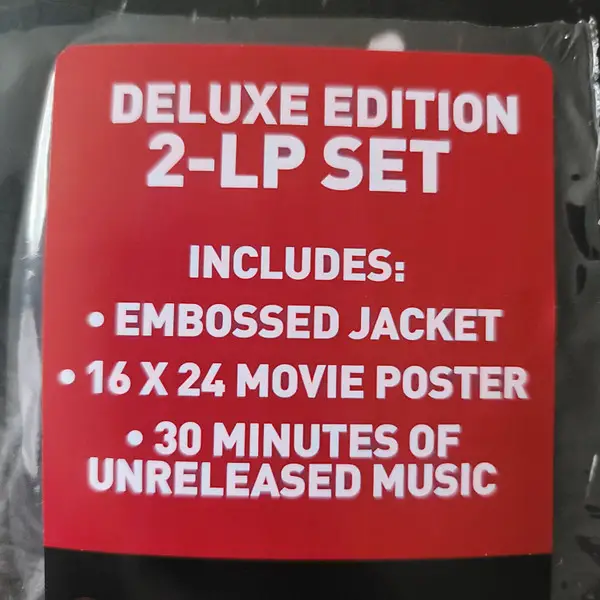 DELUXE EDITION
2-LP SET
INCLUDES:
• EMBOSSED JACKET
• 16 X 24 MOVIE POSTER
• 30 MINUTES OF
UNRELEASED MUSIC